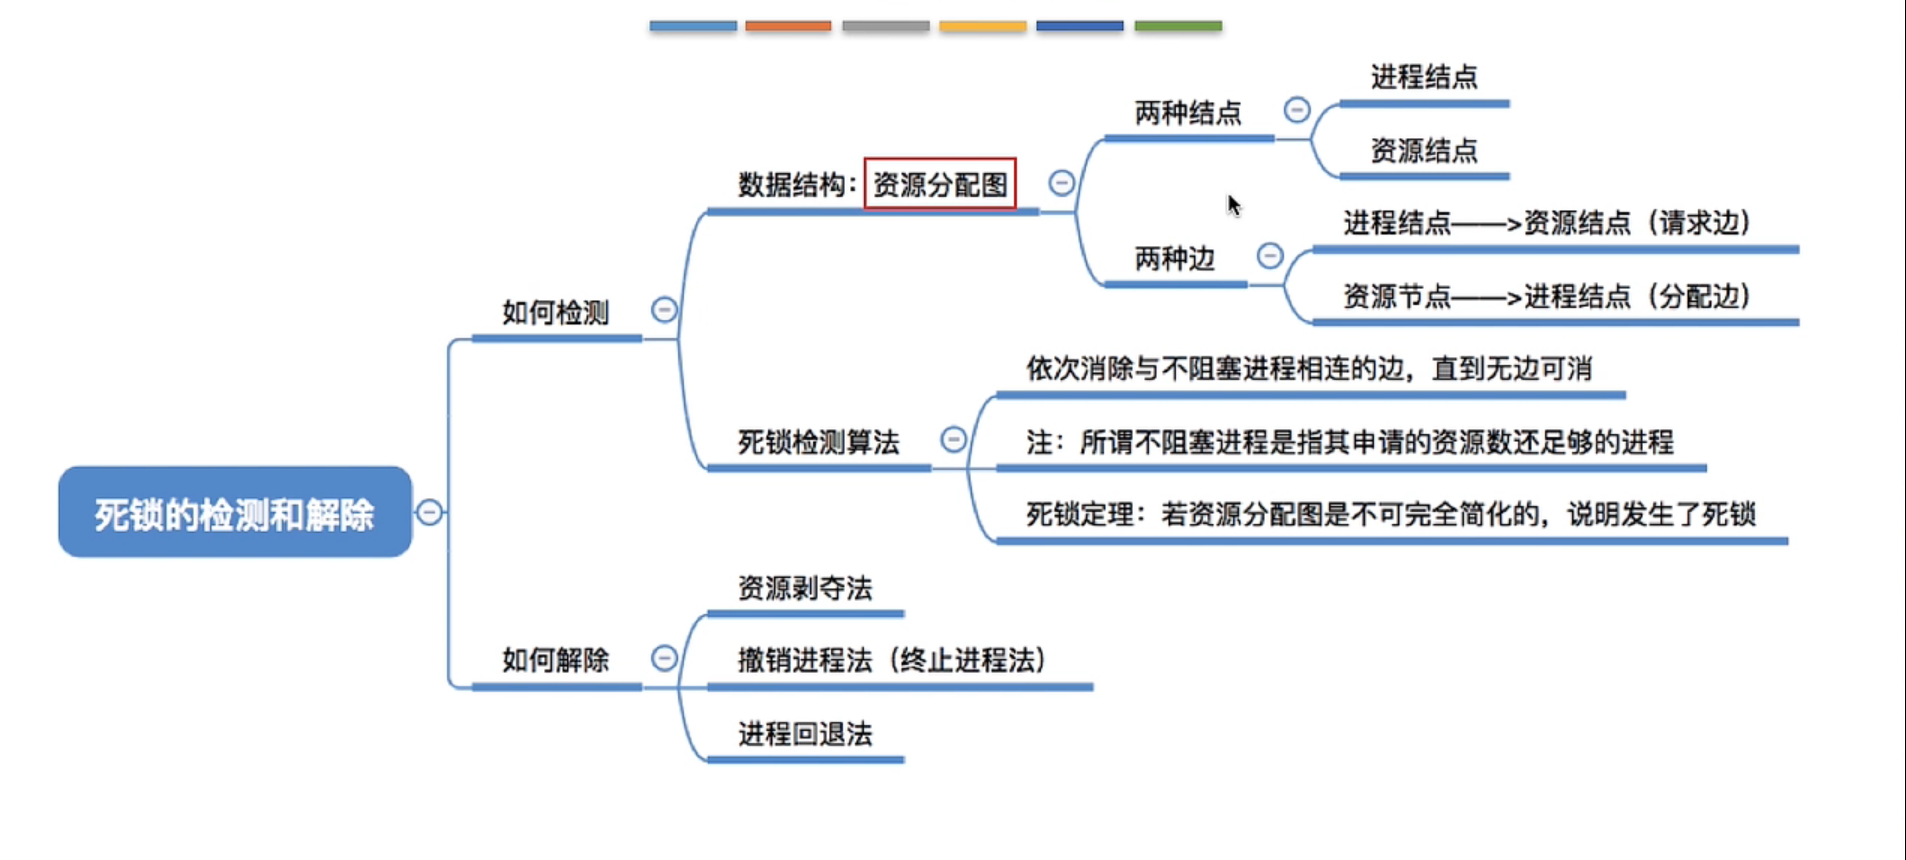 死锁的检测和解除
如何检测
数据结构：资源分配图
两种结点
进程结点
资源结点
两种边
进程结点——>资源结点（请求边）
资源节点——>进程结点（分配边）
死锁检测算法
依次消除与不阻塞进程相连的边，直到无边可消
注：所谓不阻塞进程是指其申请的资源数还足够的进程
死锁定理：若资源分配图是不可完全简化的，说明发生了死锁
如何解除
资源剥夺法
撤销进程法（终止进程法）
进程回退法